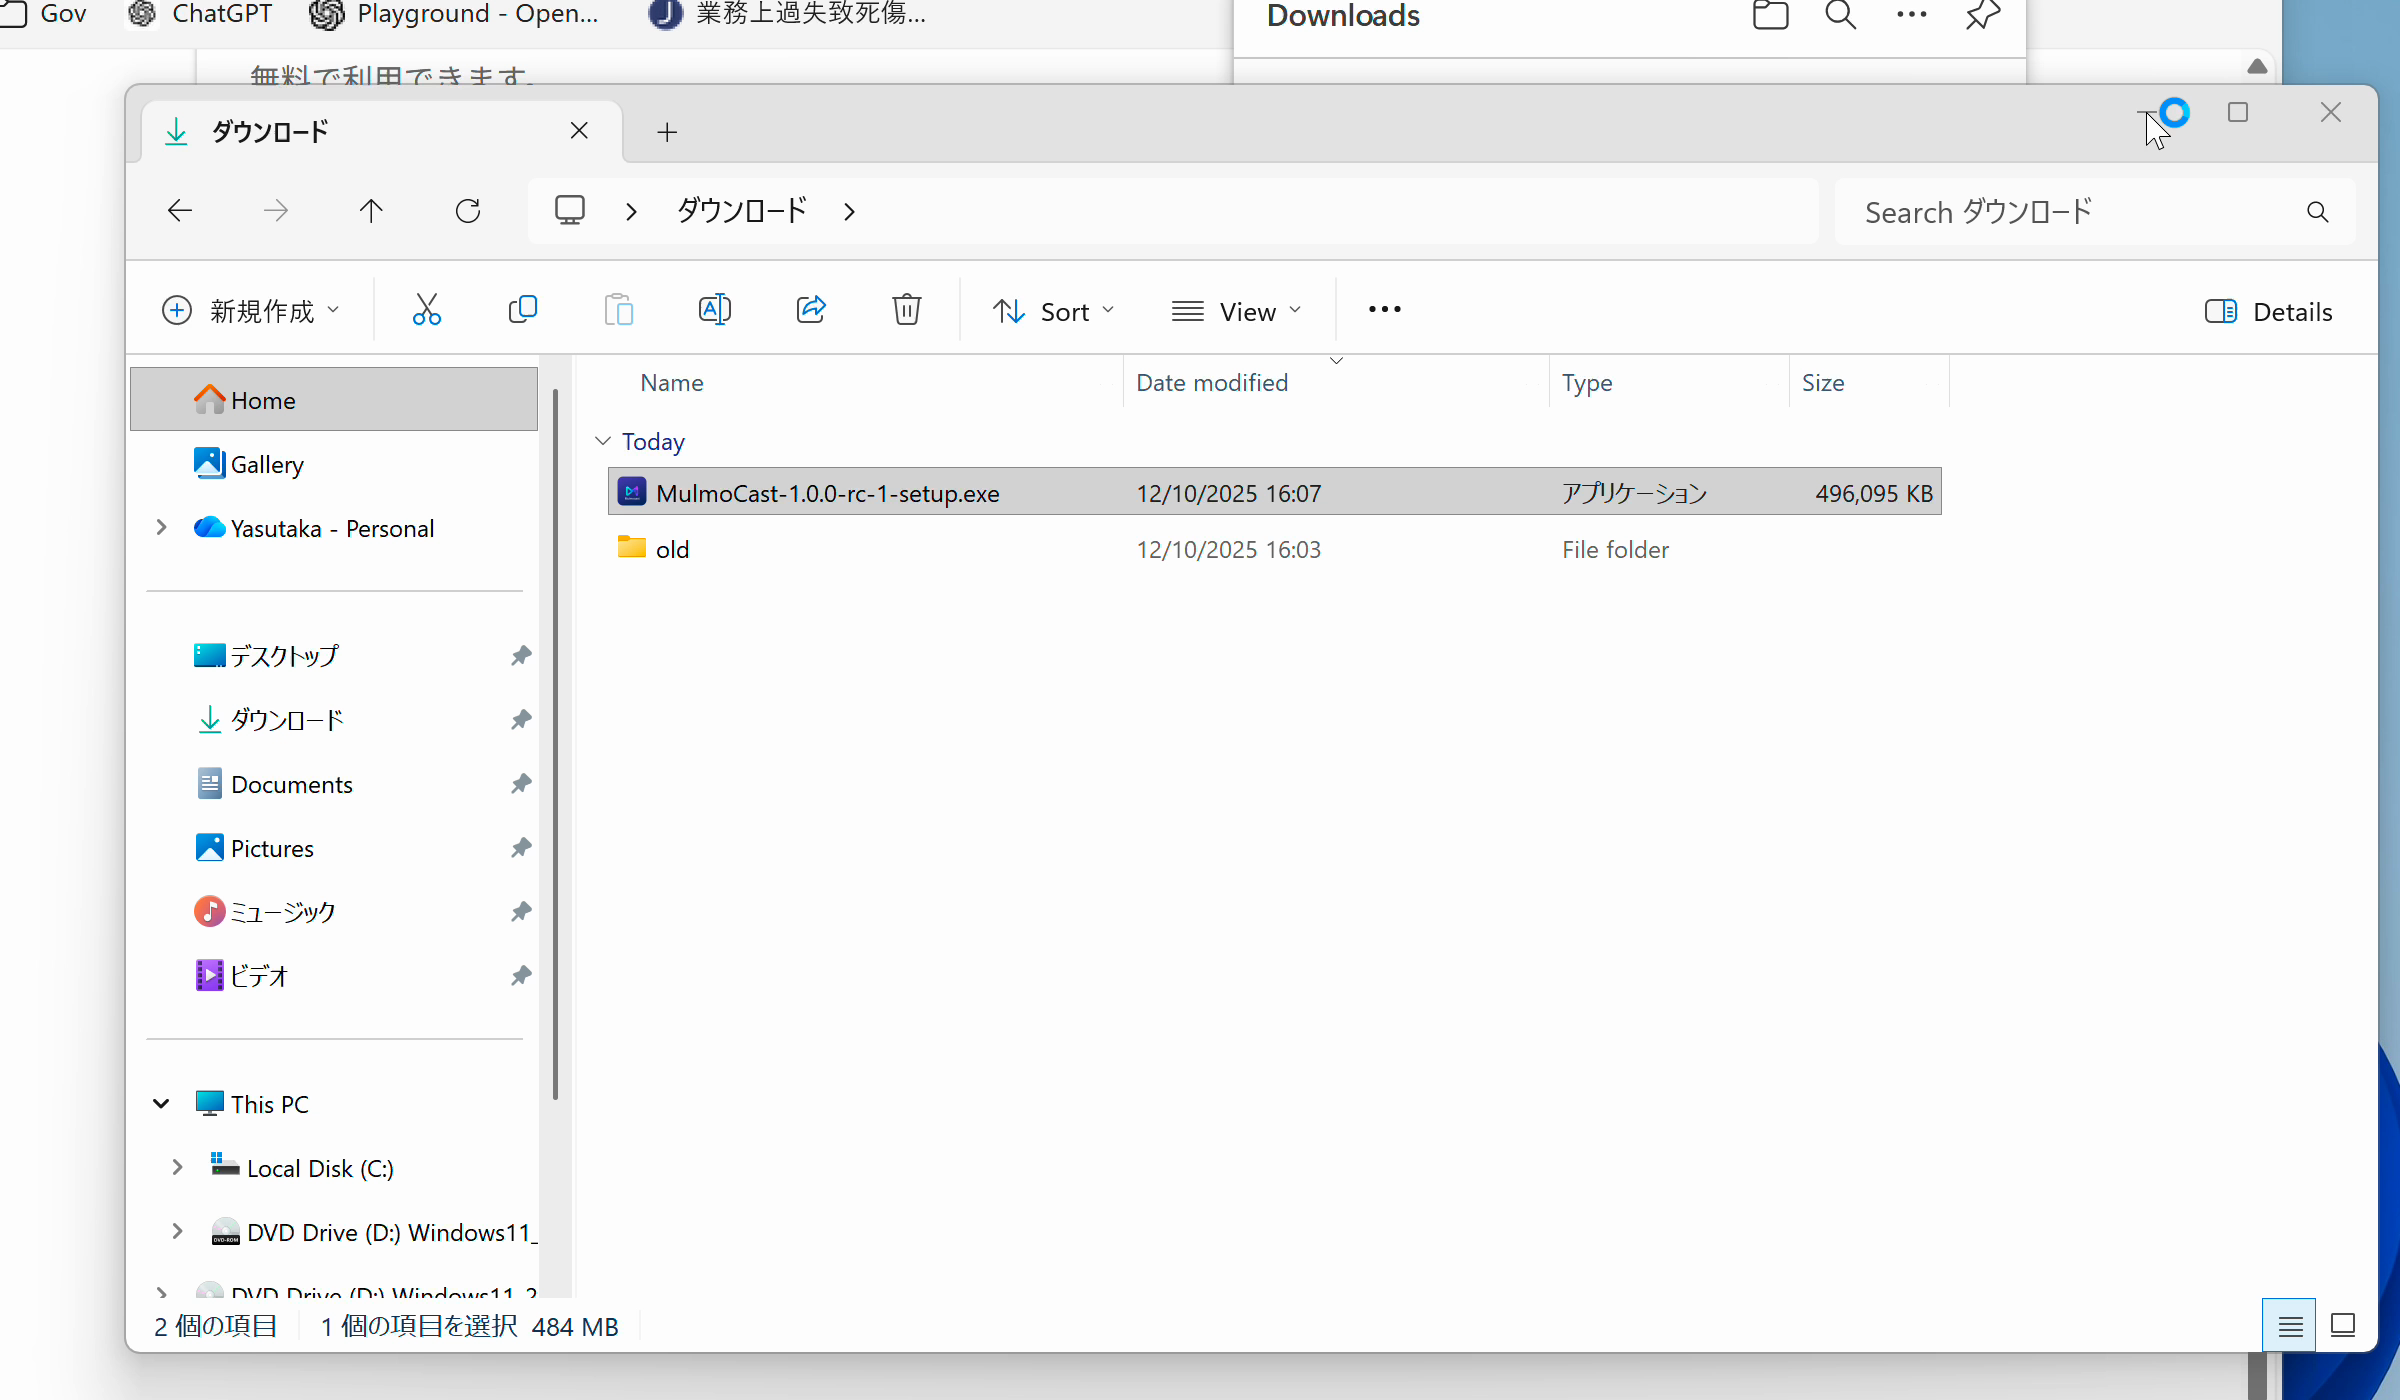 Gov ChatGPT Playground - Open... 業務上過失致死傷... Downloads
無料で利用できます。
ダウンロード
ダウンロード Search ダウンロード
新規作成 Sort View Details
Name Date modified Type Size
Home
Today
Gallery
MulmoCast-1.0.0-rc-1-setup.exe 12/10/2025 16:07 アプリケーション 496,095 KB
Yasutaka - Personal
old 12/10/2025 16:03 File folder
デスクトップ
ダウンロード
Documents
Pictures
ミュージック
ビデオ
This PC
Local Disk (C:)
DVD Drive (D:) Windows11_
DVD Drive (D:) Windows11_2
2 個の項目 1 個の項目を選択 484 MB